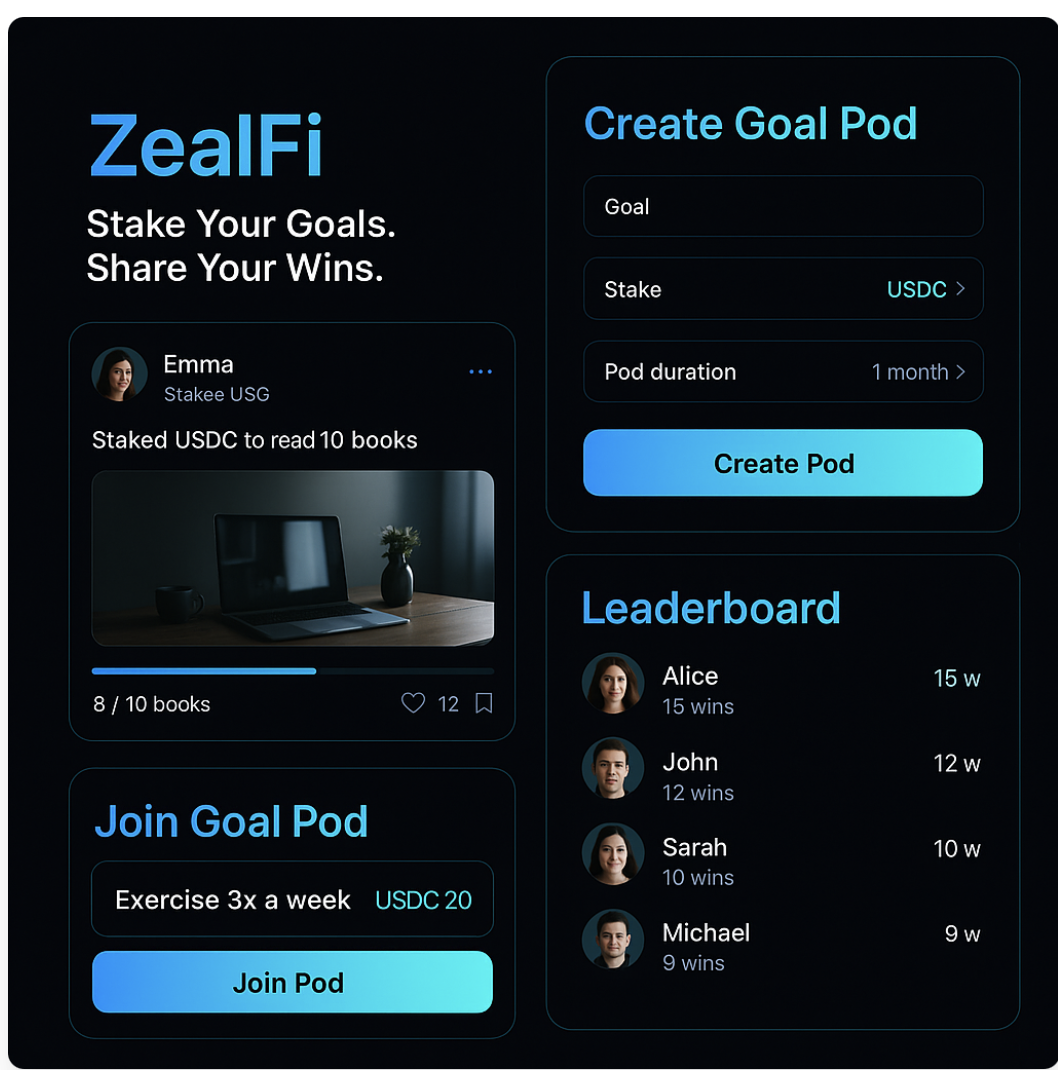 ZealFi
Stake Your Goals.
Share Your Wins.
Emma
Stakee USG
Staked USDC to read 10 books
8 / 10 books
12
Join Goal Pod
Exercise 3x a week USDC 20
Join Pod
Create Goal Pod
Goal
Stake USDC
Pod duration 1 month
Create Pod
Leaderboard
Alice 15 w
15 wins
John 12 w
12 wins
Sarah 10 w
10 wins
Michael 9 w
9 wins